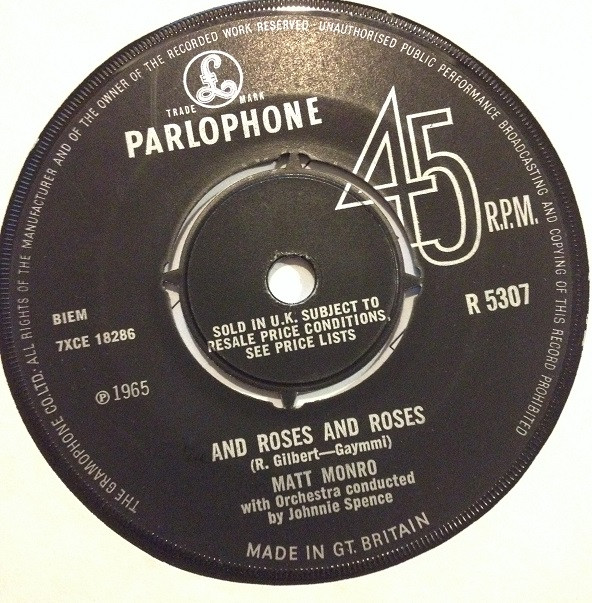 THE GRAMOPHONE CO. LTD. ALL RIGHTS OF THE MANUFACTURER AND OF THE OWNER OF THE RECORDED WORK RESERVED UNAUTHORISED PUBLIC PERFORMANCE BROADCASTING AND COPYING OF THIS RECORD PROHIBITED
£
TRADE MARK
PARLOPHONE
45 R.P.M.
R 5307
BIEM
7XCE 18286
℗ 1965
SOLD IN U.K. SUBJECT TO
RESALE PRICE CONDITIONS,
SEE PRICE LISTS
AND ROSES AND ROSES
(R. Gilbert—Gaymmi)
MATT MONRO
with Orchestra conducted
by Johnnie Spence
MADE IN GT. BRITAIN